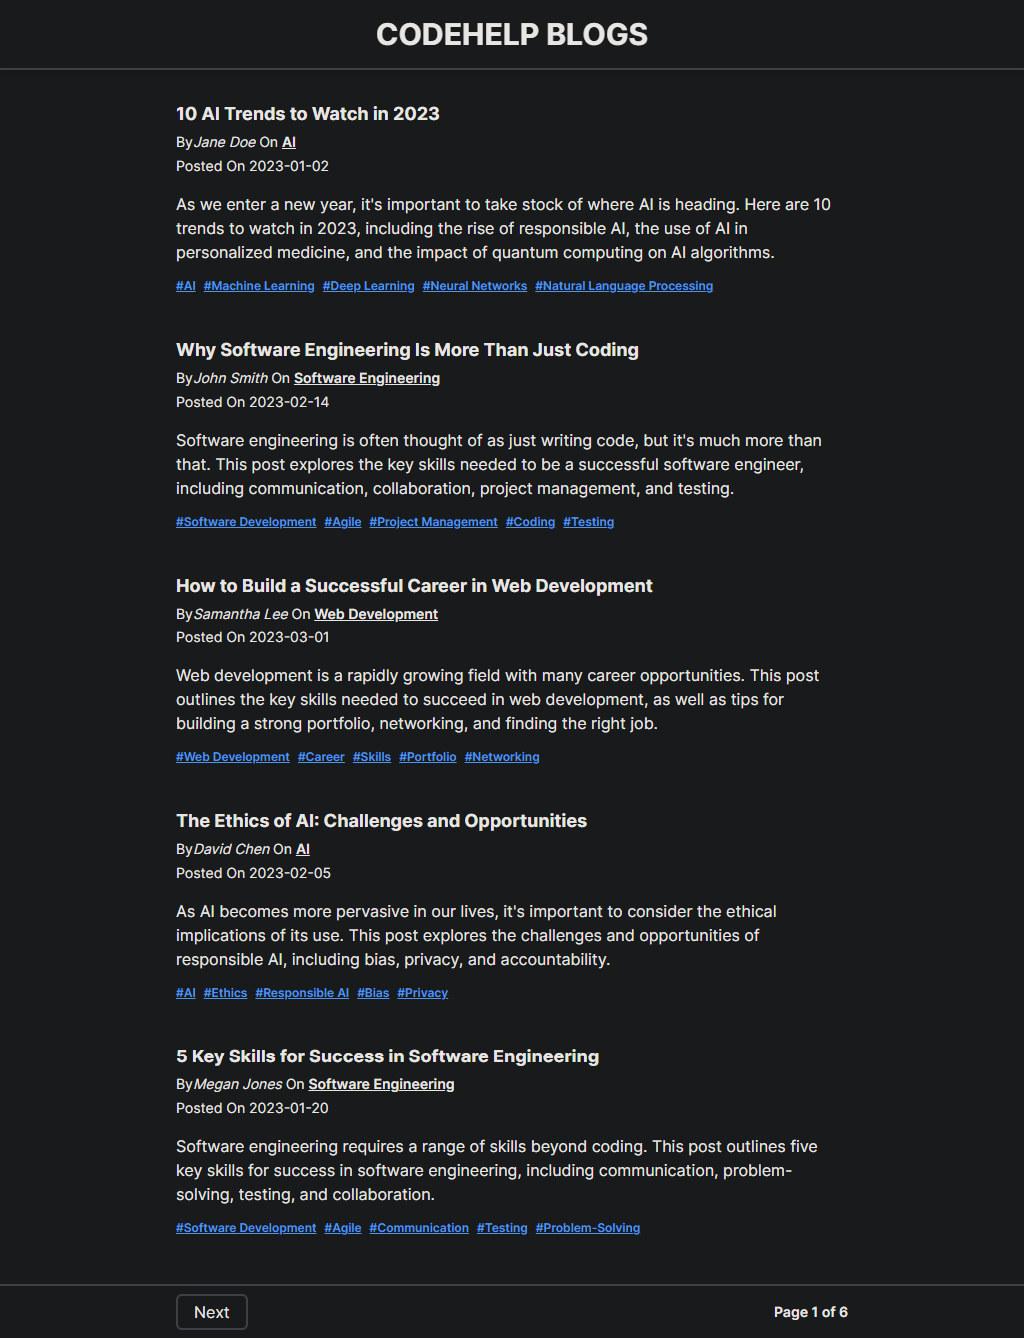 CODEHELP BLOGS
10 AI Trends to Watch in 2023
ByJane Doe On AI
Posted On 2023-01-02
As we enter a new year, it's important to take stock of where AI is heading. Here are 10
trends to watch in 2023, including the rise of responsible AI, the use of AI in
personalized medicine, and the impact of quantum computing on AI algorithms.
#AI #Machine Learning #Deep Learning #Neural Networks #Natural Language Processing
Why Software Engineering Is More Than Just Coding
ByJohn Smith On Software Engineering
Posted On 2023-02-14
Software engineering is often thought of as just writing code, but it's much more than
that. This post explores the key skills needed to be a successful software engineer,
including communication, collaboration, project management, and testing.
#Software Development #Agile #Project Management #Coding #Testing
How to Build a Successful Career in Web Development
BySamantha Lee On Web Development
Posted On 2023-03-01
Web development is a rapidly growing field with many career opportunities. This post
outlines the key skills needed to succeed in web development, as well as tips for
building a strong portfolio, networking, and finding the right job.
#Web Development #Career #Skills #Portfolio #Networking
The Ethics of AI: Challenges and Opportunities
ByDavid Chen On AI
Posted On 2023-02-05
As AI becomes more pervasive in our lives, it's important to consider the ethical
implications of its use. This post explores the challenges and opportunities of
responsible AI, including bias, privacy, and accountability.
#AI #Ethics #Responsible AI #Bias #Privacy
5 Key Skills for Success in Software Engineering
ByMegan Jones On Software Engineering
Posted On 2023-01-20
Software engineering requires a range of skills beyond coding. This post outlines five
key skills for success in software engineering, including communication, problem-
solving, testing, and collaboration.
#Software Development #Agile #Communication #Testing #Problem-Solving
Next Page 1 of 6